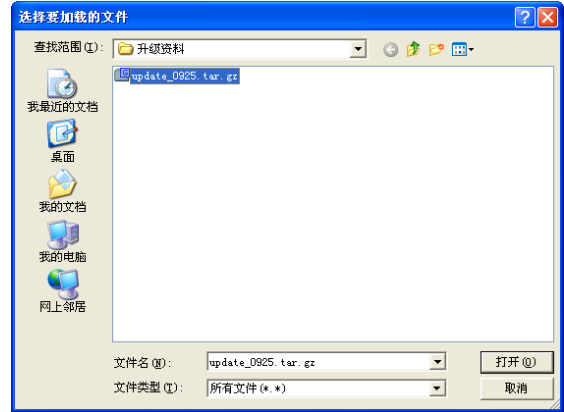 选择要加载的文件
查找范围(I):
升级资料
update_0925.tar.gz
我最近的文档
桌面
我的文档
我的电脑
网上邻居
文件名(N):
update_0925.tar.gz
打开(O)
文件类型(T):
所有文件(*.*)
取消